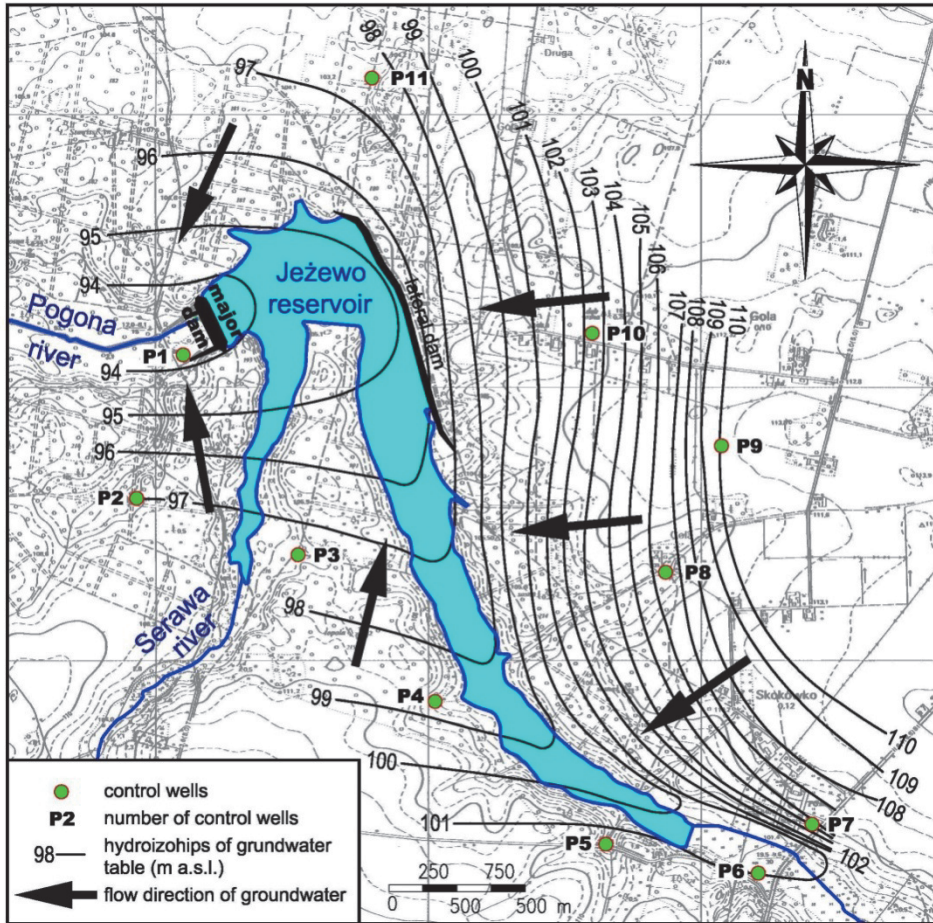 98
99
100
97
P11
Druga
101
102
96
103
104
105
106
107
108
109
110
N
95
94
Jeżewo
reservoir
lateral dam
major
dam
Pogona
river
P1
94
Gola
P10
95
96
P9
P2
97
P3
P8
Serawa
river
98
P4
99
Skokówko
0.12
100
110
109
108
101
P5
P7
102
P6
control wells
P2 number of control wells
98 hydroizohips of grundwater
table (m a.s.l.)
flow direction of groundwater
250 750
0 500 500 m